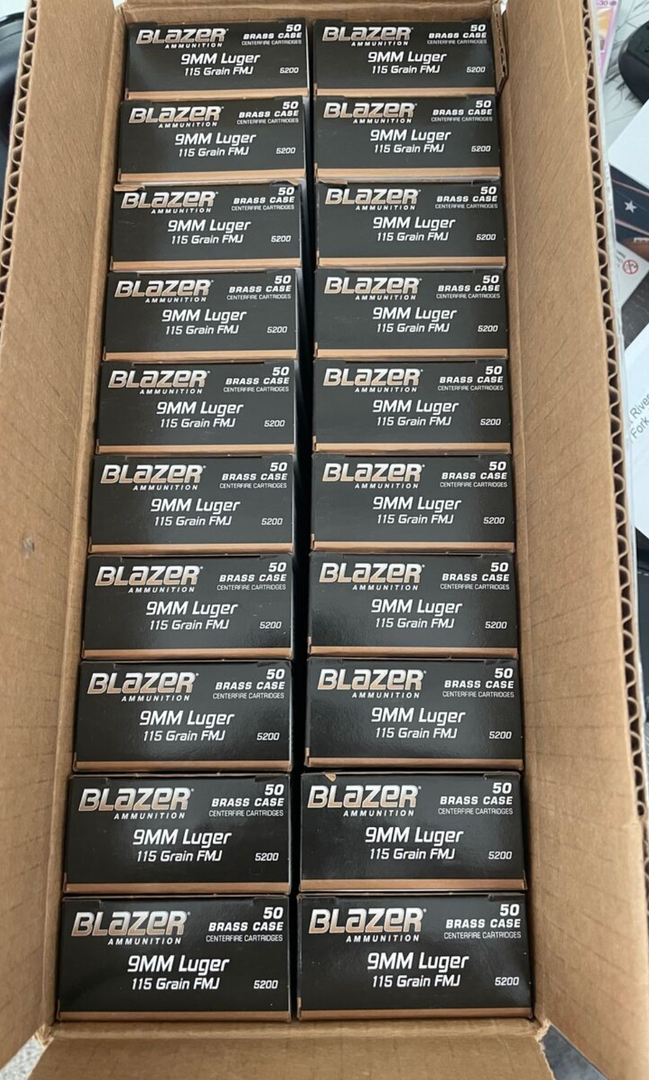 BLAZER AMMUNITION
50
BRASS CASE
CENTERFIRE CARTRIDGES
9MM Luger
115 Grain FMJ
5200
BLAZER AMMUNITION
50
BRASS CASE
CENTERFIRE CARTRIDGES
9MM Luger
115 Grain FMJ
5200
BLAZER AMMUNITION
50
BRASS CASE
CENTERFIRE CARTRIDGES
9MM Luger
115 Grain FMJ
5200
BLAZER AMMUNITION
50
BRASS CASE
CENTERFIRE CARTRIDGES
9MM Luger
115 Grain FMJ
5200
BLAZER AMMUNITION
50
BRASS CASE
CENTERFIRE CARTRIDGES
9MM Luger
115 Grain FMJ
5200
BLAZER AMMUNITION
50
BRASS CASE
CENTERFIRE CARTRIDGES
9MM Luger
115 Grain FMJ
5200
BLAZER AMMUNITION
50
BRASS CASE
CENTERFIRE CARTRIDGES
9MM Luger
115 Grain FMJ
5200
BLAZER AMMUNITION
50
BRASS CASE
CENTERFIRE CARTRIDGES
9MM Luger
115 Grain FMJ
5200
BLAZER AMMUNITION
50
BRASS CASE
CENTERFIRE CARTRIDGES
9MM Luger
115 Grain FMJ
5200
BLAZER AMMUNITION
50
BRASS CASE
CENTERFIRE CARTRIDGES
9MM Luger
115 Grain FMJ
5200
BLAZER AMMUNITION
50
BRASS CASE
CENTERFIRE CARTRIDGES
9MM Luger
115 Grain FMJ
5200
BLAZER AMMUNITION
50
BRASS CASE
CENTERFIRE CARTRIDGES
9MM Luger
115 Grain FMJ
5200
BLAZER AMMUNITION
50
BRASS CASE
CENTERFIRE CARTRIDGES
9MM Luger
115 Grain FMJ
5200
BLAZER AMMUNITION
50
BRASS CASE
CENTERFIRE CARTRIDGES
9MM Luger
115 Grain FMJ
5200
BLAZER AMMUNITION
50
BRASS CASE
CENTERFIRE CARTRIDGES
9MM Luger
115 Grain FMJ
5200
BLAZER AMMUNITION
50
BRASS CASE
CENTERFIRE CARTRIDGES
9MM Luger
115 Grain FMJ
5200
BLAZER AMMUNITION
50
BRASS CASE
CENTERFIRE CARTRIDGES
9MM Luger
115 Grain FMJ
5200
BLAZER AMMUNITION
50
BRASS CASE
CENTERFIRE CARTRIDGES
9MM Luger
115 Grain FMJ
5200
BLAZER AMMUNITION
50
BRASS CASE
CENTERFIRE CARTRIDGES
9MM Luger
115 Grain FMJ
5200
BLAZER AMMUNITION
50
BRASS CASE
CENTERFIRE CARTRIDGES
9MM Luger
115 Grain FMJ
5200
Fork